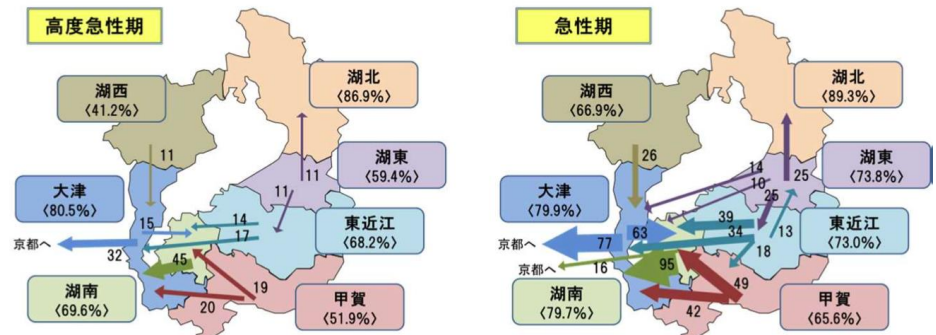 高度急性期
湖西
〈41.2%〉
湖北
〈86.9%〉
11
11
11
湖東
〈59.4%〉
大津
〈80.5%〉
15
14
17
東近江
〈68.2%〉
京都へ
32
45
湖南
〈69.6%〉
19
20
甲賀
〈51.9%〉
急性期
湖西
〈66.9%〉
湖北
〈89.3%〉
26
14
10
25
25
湖東
〈73.8%〉
大津
〈79.9%〉
63
39
34
13
18
東近江
〈73.0%〉
京都へ
77
京都へ
16
95
湖南
〈79.7%〉
49
42
甲賀
〈65.6%〉